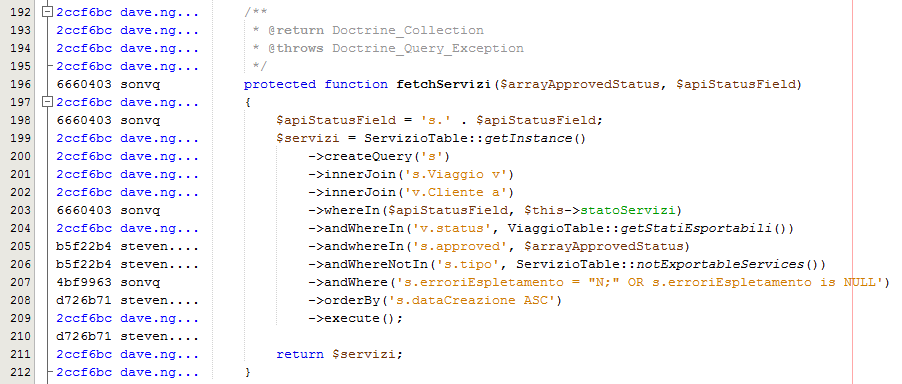 192 2ccf6bc dave.ng... /**
193 2ccf6bc dave.ng... * @return Doctrine_Collection
194 2ccf6bc dave.ng... * @throws Doctrine_Query_Exception
195 2ccf6bc dave.ng... */
196 6660403 sonvq protected function fetchServizi($arrayApprovedStatus, $apiStatusField)
197 2ccf6bc dave.ng... {
198 6660403 sonvq $apiStatusField = 's.' . $apiStatusField;
199 2ccf6bc dave.ng... $servizi = ServizioTable::getInstance()
200 2ccf6bc dave.ng... ->createQuery('s')
201 2ccf6bc dave.ng... ->innerJoin('s.Viaggio v')
202 2ccf6bc dave.ng... ->innerJoin('v.Cliente a')
203 6660403 sonvq ->whereIn($apiStatusField, $this->statoServizi)
204 2ccf6bc dave.ng... ->andWhereIn('v.status', ViaggioTable::getStatiEsportabili())
205 b5f22b4 steven.... ->andwhereIn('s.approved', $arrayApprovedStatus)
206 b5f22b4 steven.... ->andWhereNotIn('s.tipo', ServizioTable::notExportableServices())
207 4bf9963 sonvq ->andWhere('s.erroriEspletamento = "N;" OR s.erroriEspletamento is NULL')
208 d726b71 steven.... ->orderBy('s.dataCreazione ASC')
209 2ccf6bc dave.ng... ->execute();
210 d726b71 steven....
211 2ccf6bc dave.ng... return $servizi;
212 2ccf6bc dave.ng... }